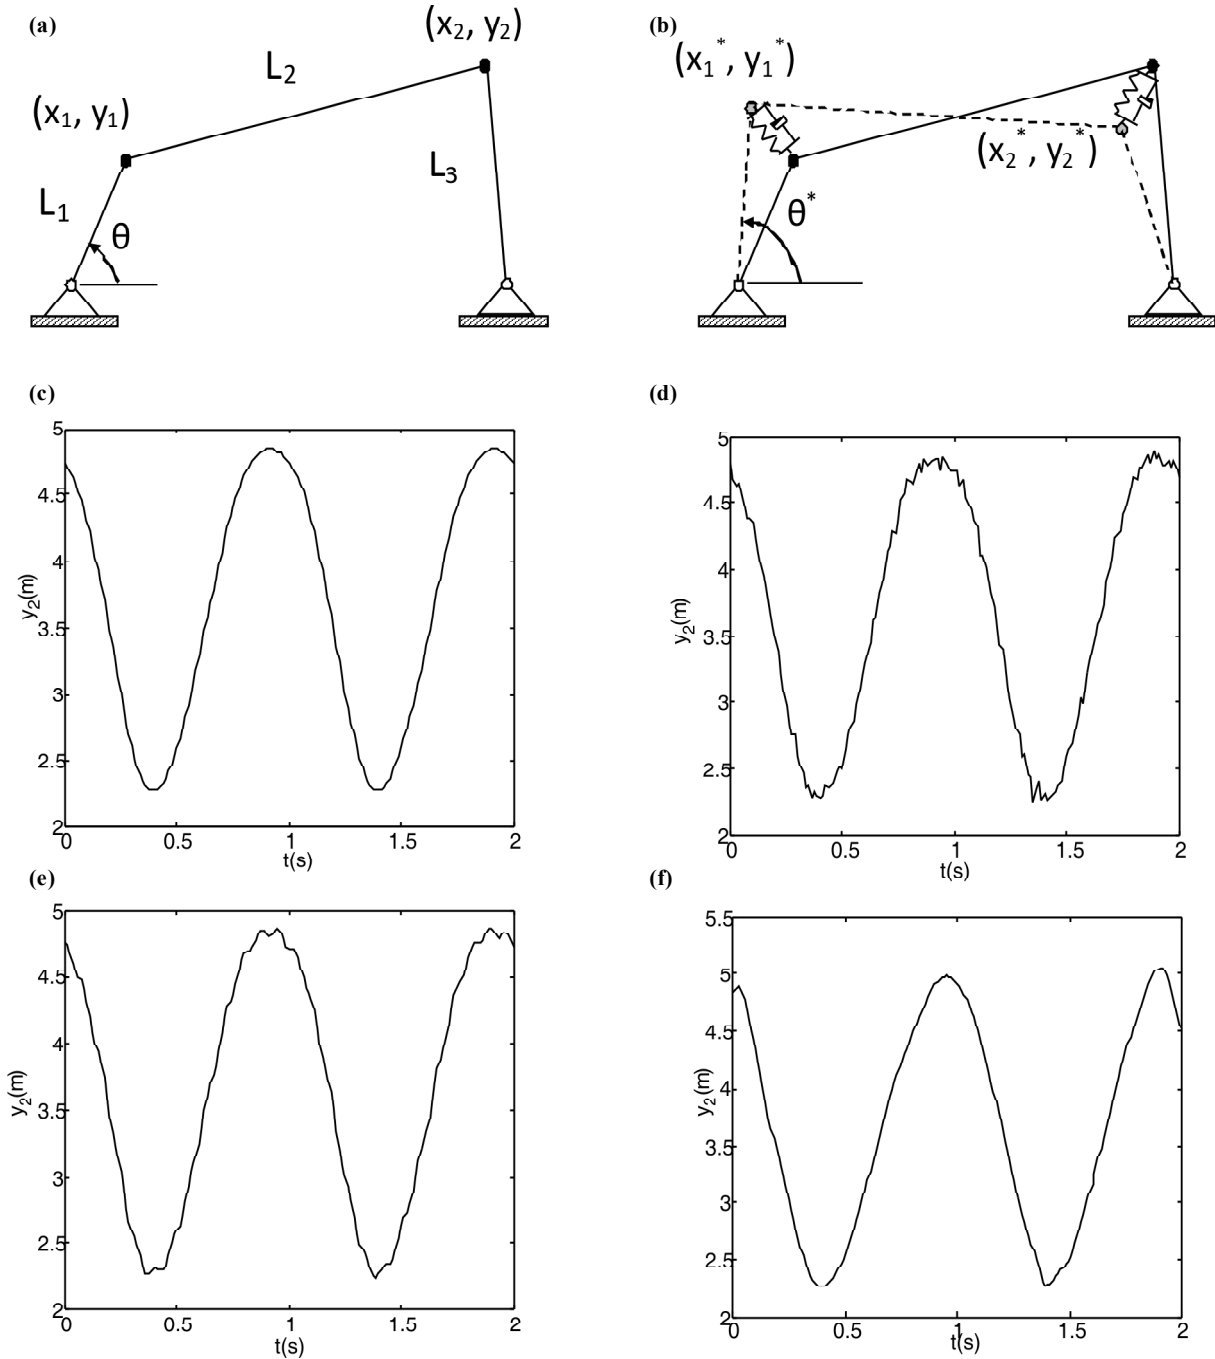 (a)
(x2, y2)
L2
(x1, y1)
L3
L1
θ
(b)
(x1*, y1*)
(x2*, y2*)
θ*
(c)
5
4.5
4
3.5
3
2.5
2
y2(m)
0 0.5 1 1.5 2
t(s)
(d)
5
4.5
4
3.5
3
2.5
2
y2(m)
0 0.5 1 1.5 2
t(s)
(e)
5
4.5
4
3.5
3
2.5
2
y2(m)
0 0.5 1 1.5 2
t(s)
(f)
5.5
5
4.5
4
3.5
3
2.5
2
y2(m)
0 0.5 1 1.5 2
t(s)